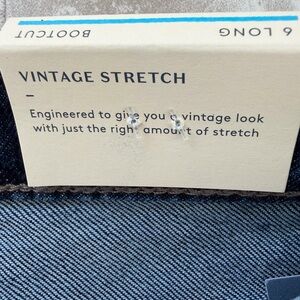 6 LONG
BOOTCUT
VINTAGE STRETCH
Engineered to give you a vintage look
with just the right amount of stretch